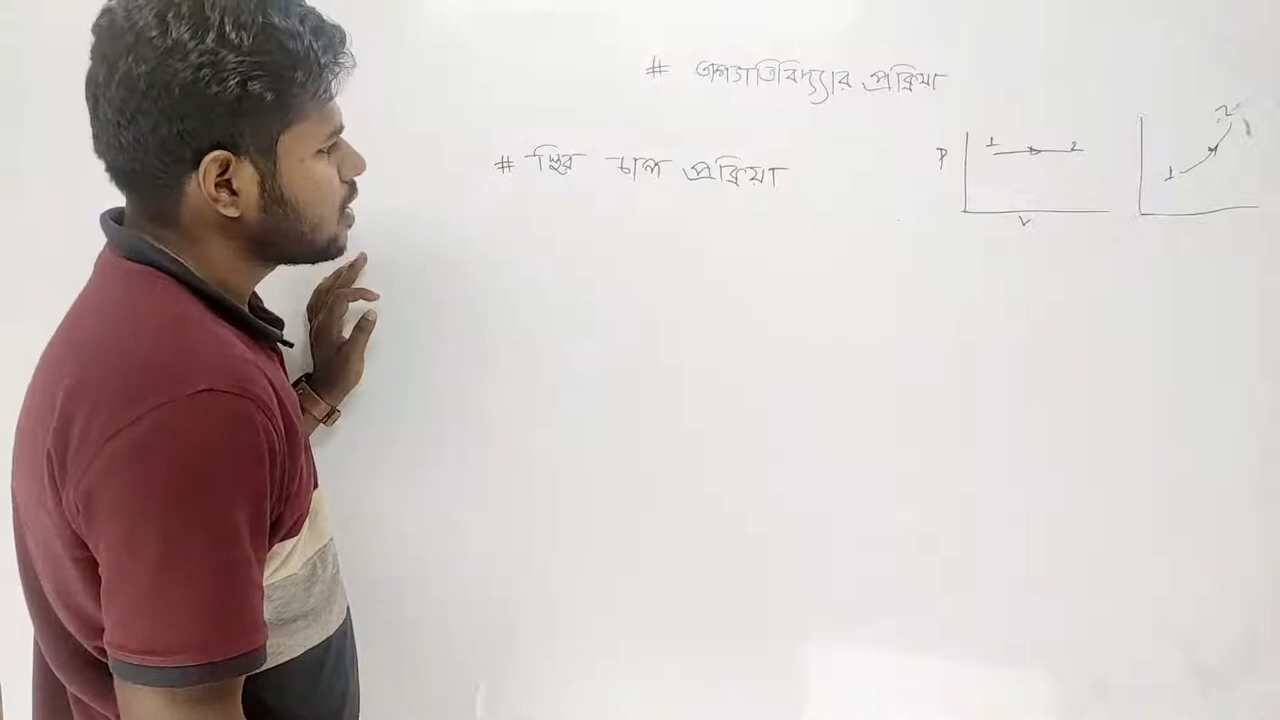 # তাপগতিবিদ্যার প্রক্রিয়া
# স্থির চাপ প্রক্রিয়া
P
1 2
V
1
2